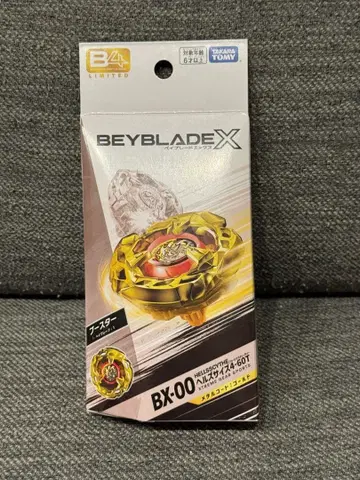 B4
LIMITED
対象年齢
6才以上
TAKARA
TOMY
BEYBLADE X
ベイブレードエックス
ブースター
BX-00
HELLSSCYTHE
ヘルズサイズ4-60T
XTREME GEAR SPORTS
メタルコート：ゴールド